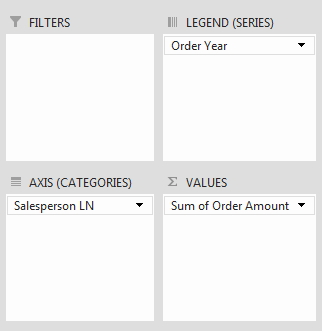 FILTERS
LEGEND (SERIES)
Order Year
AXIS (CATEGORIES)
VALUES
Salesperson LN
Sum of Order Amount